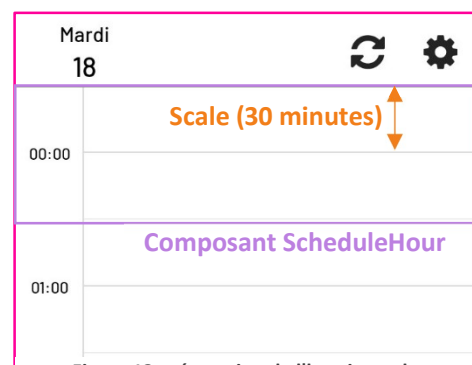 Mardi
18
Scale (30 minutes)
00:00
Composant ScheduleHour
01:00